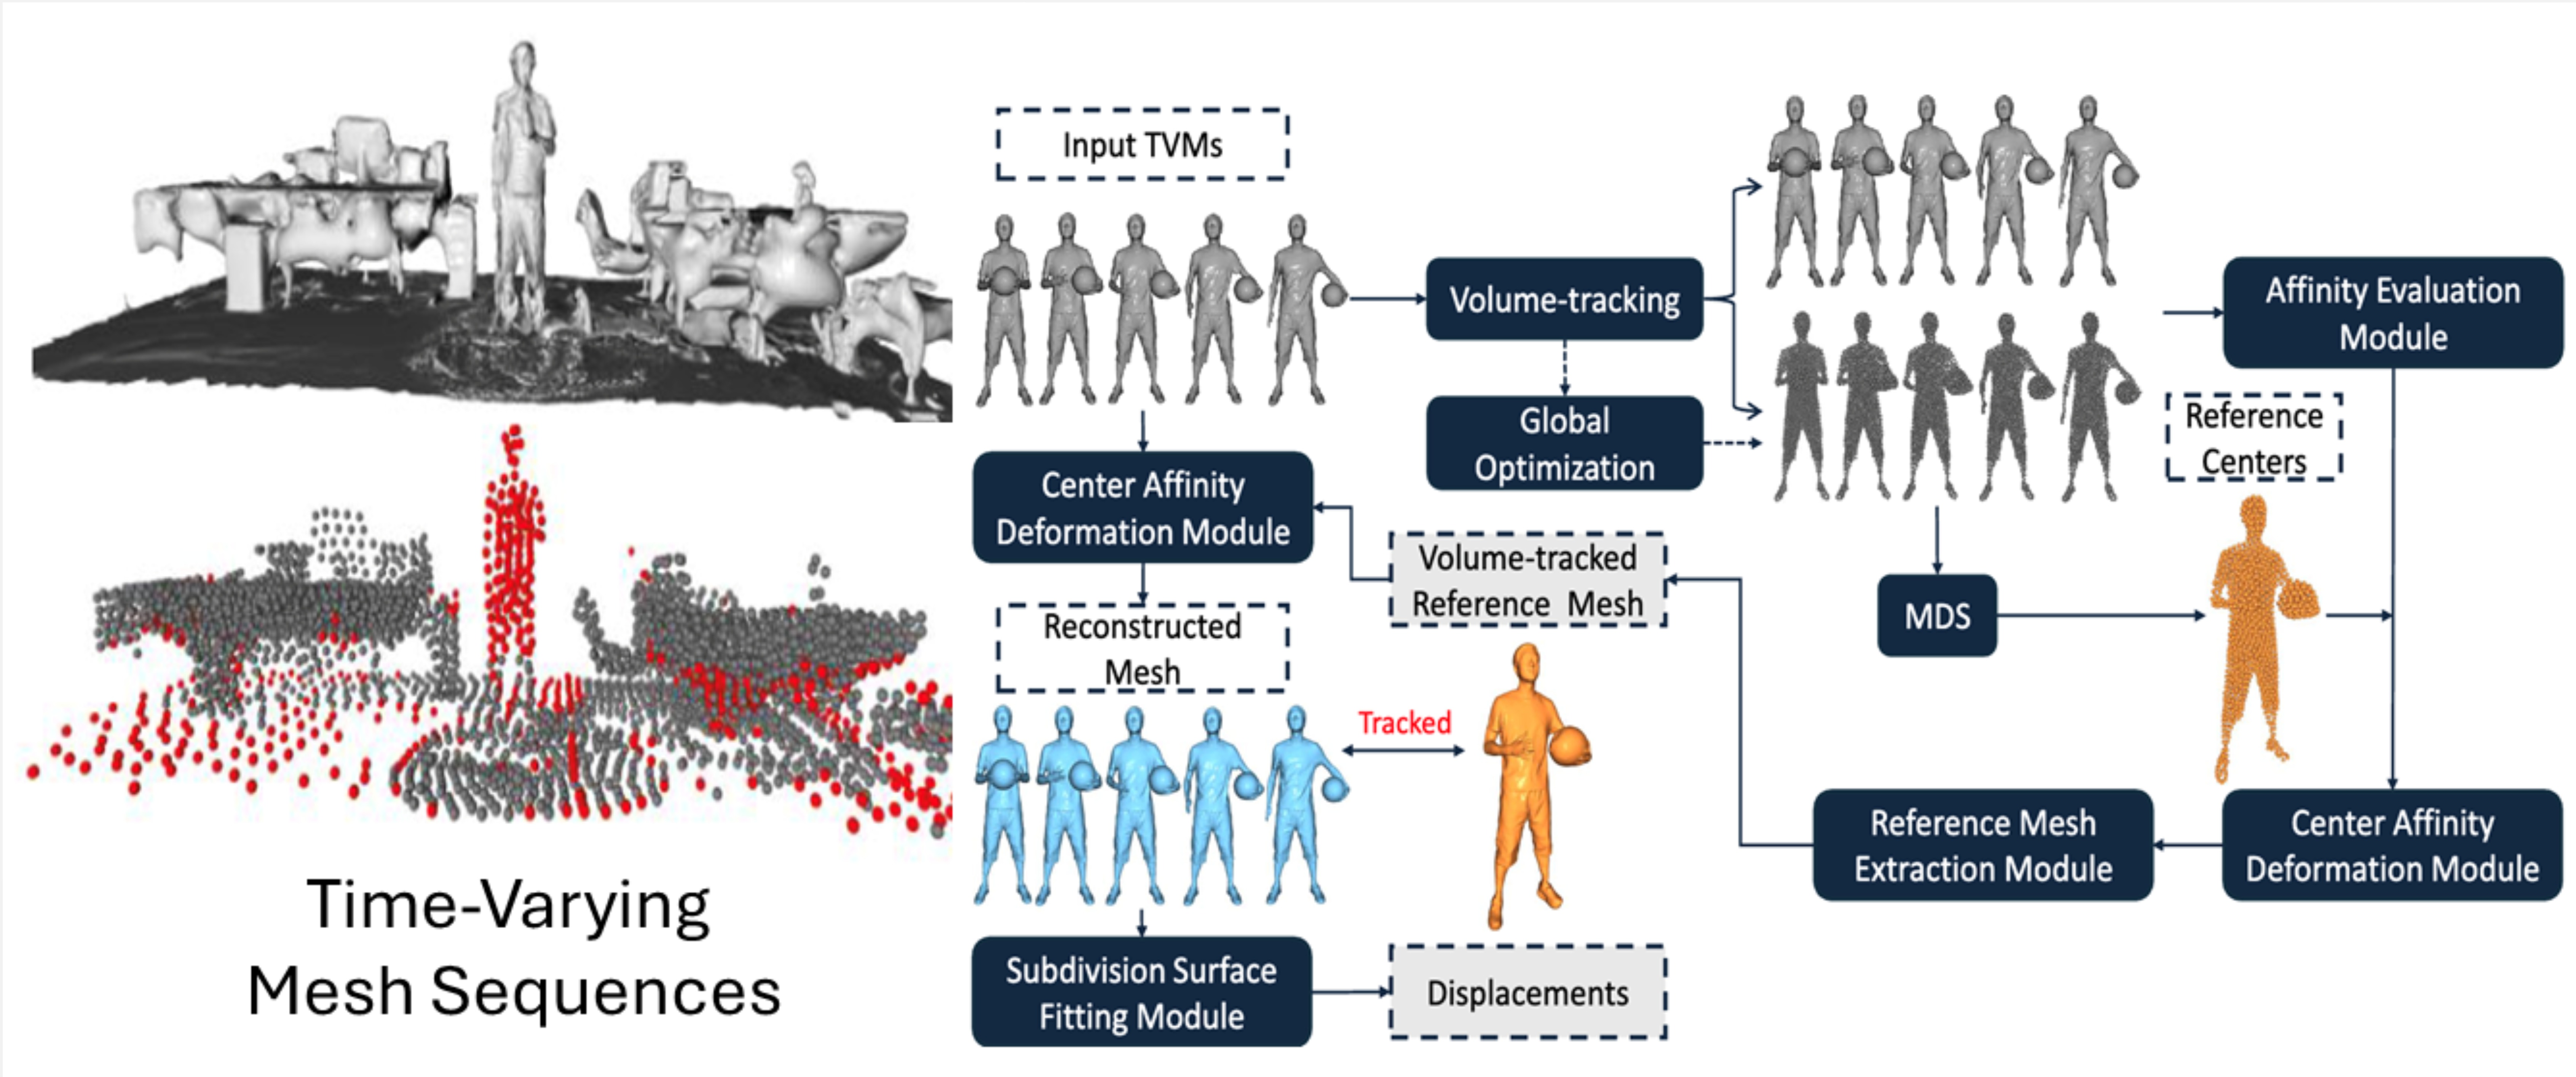 Input TVMs
Volume-tracking
Affinity Evaluation
Module
Global
Optimization
Reference
Centers
Center Affinity
Deformation Module
Volume-tracked
Reference Mesh
MDS
Reconstructed
Mesh
Tracked
Reference Mesh
Extraction Module
Center Affinity
Deformation Module
Subdivision Surface
Fitting Module
Displacements
Time-Varying
Mesh Sequences